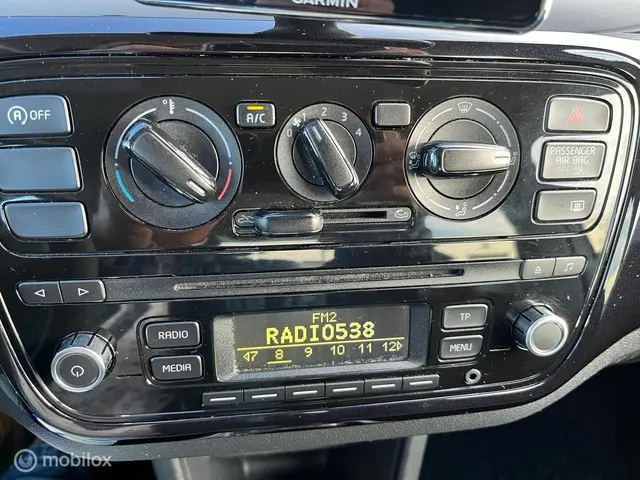 GARMIN
(A) OFF
A/C
0 1 2 3 4
PASSENGER
AIR BAG
FM2
RADIO538
7 8 9 10 11 12
RADIO
MEDIA
TP
MENU
mobilox